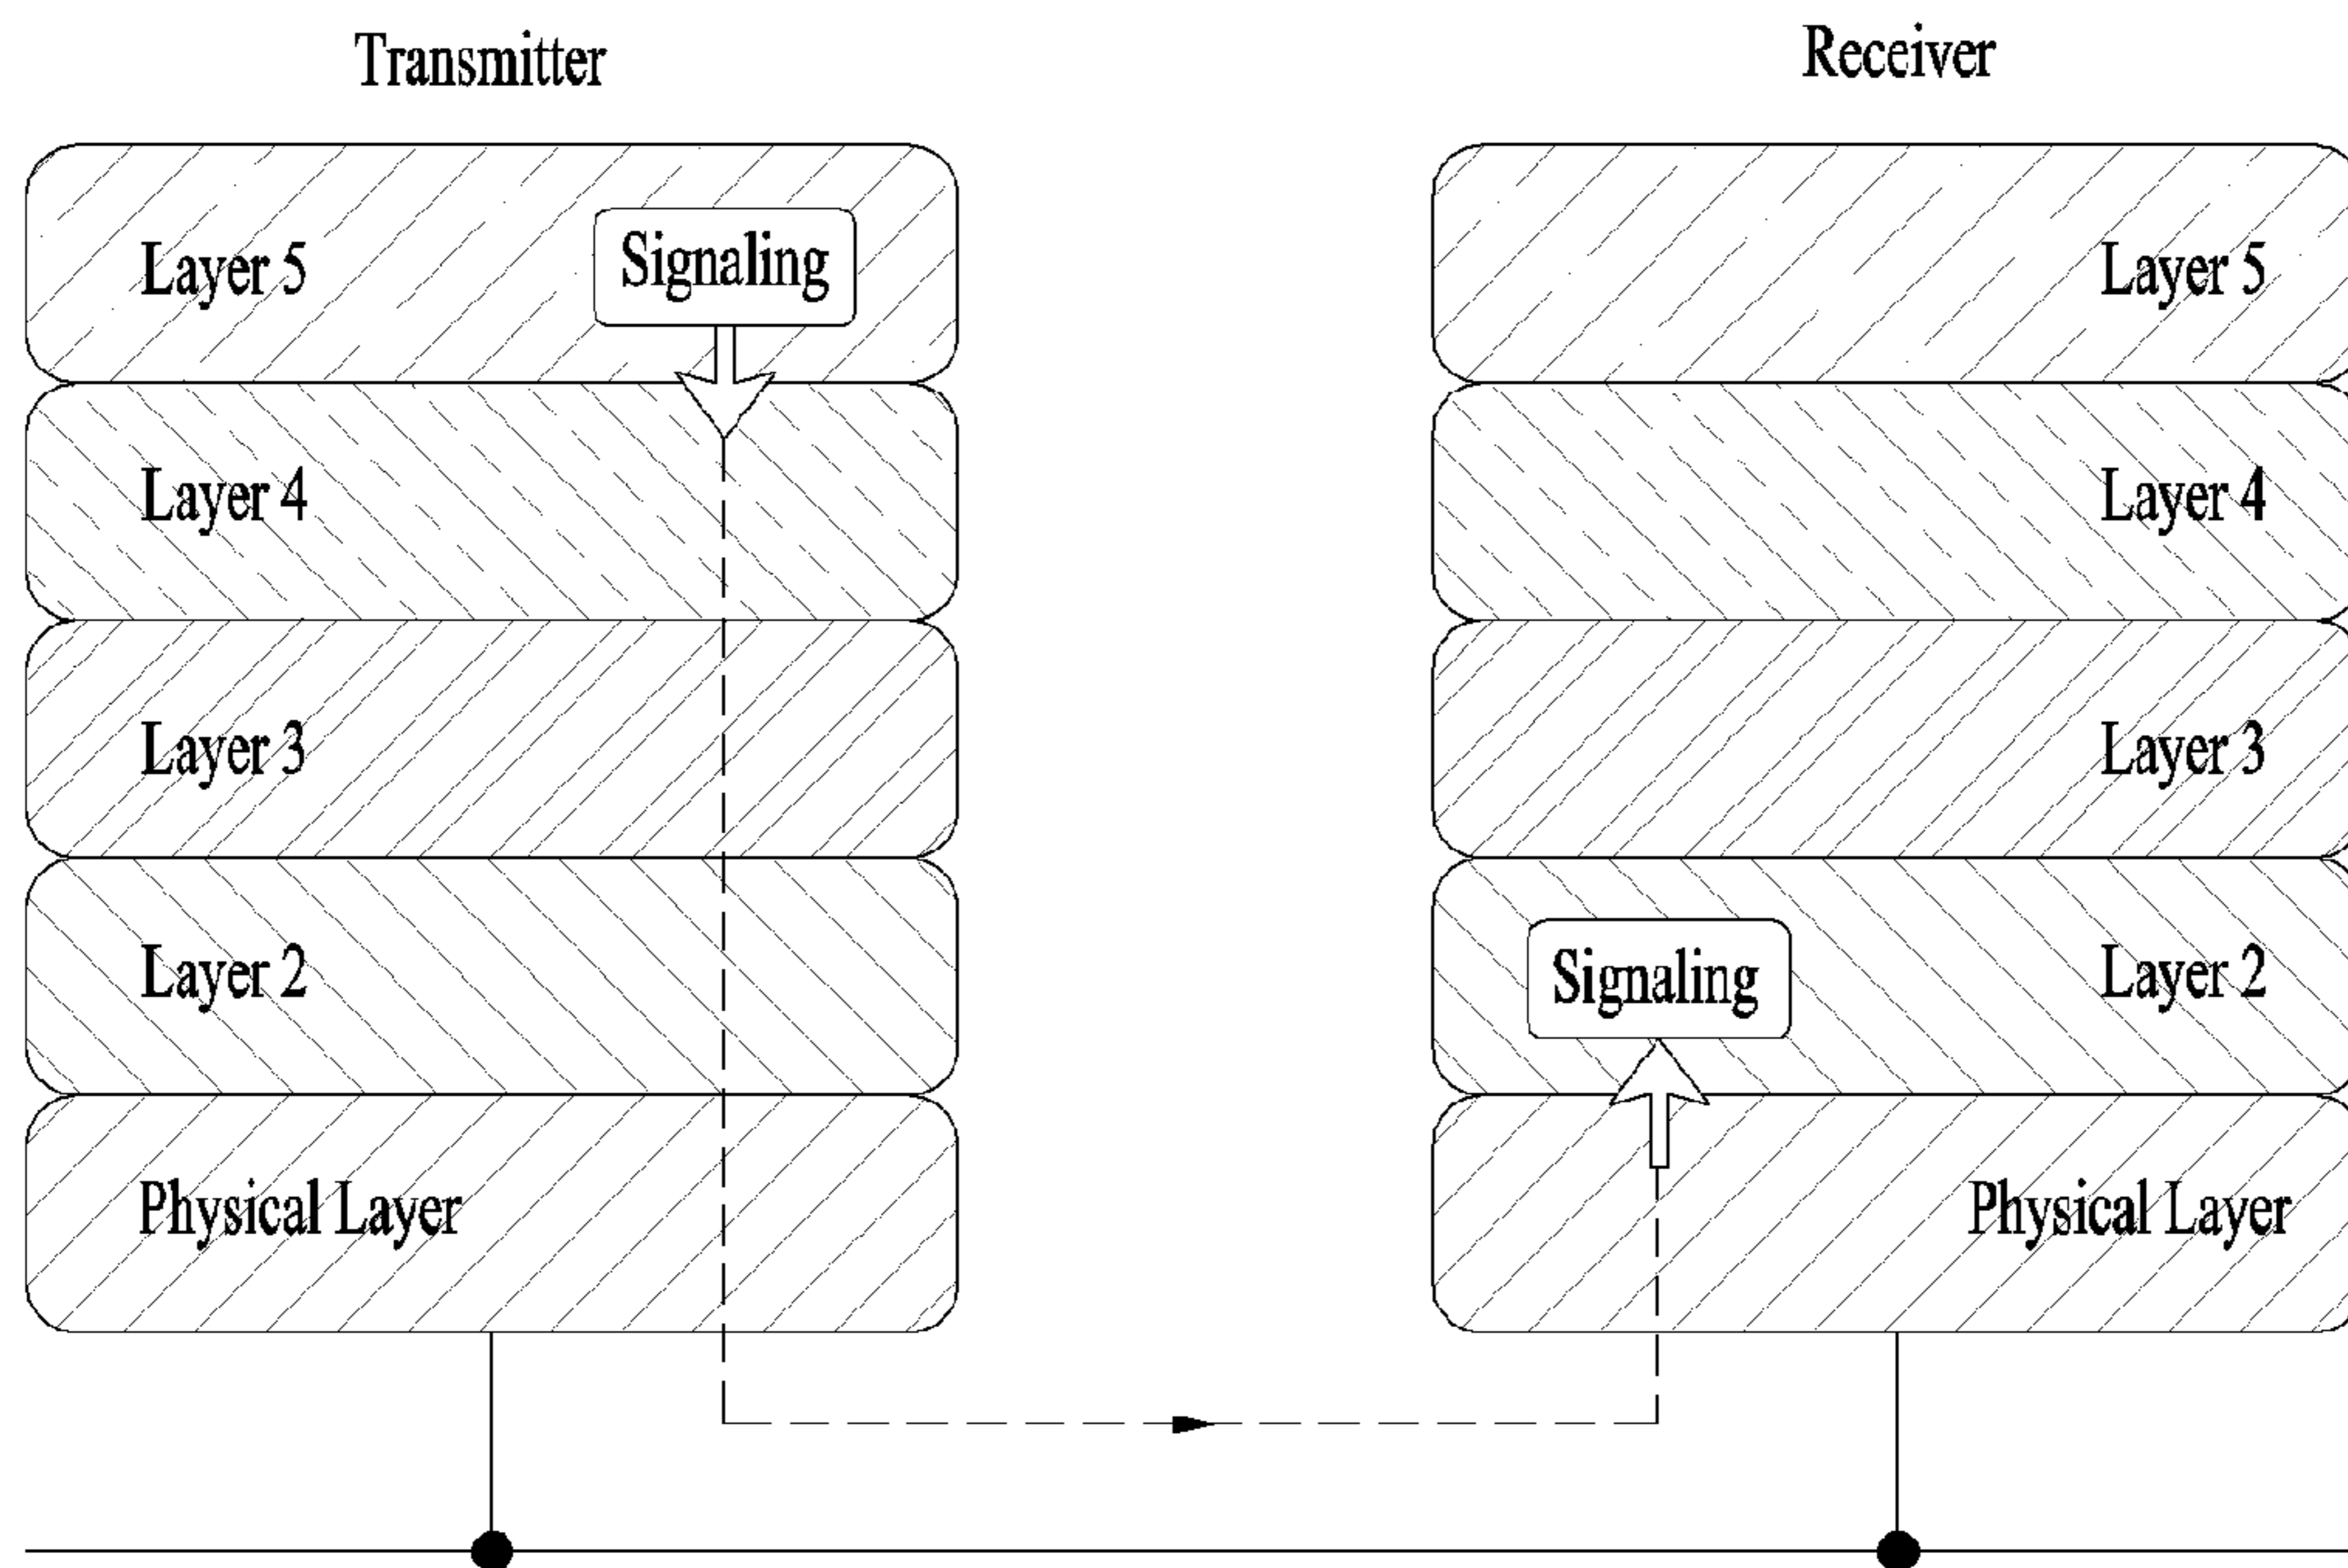 Transmitter
Receiver
Layer 5
Signaling
Layer 5
Layer 4
Layer 4
Layer 3
Layer 3
Layer 2
Signaling
Layer 2
Physical Layer
Physical Layer